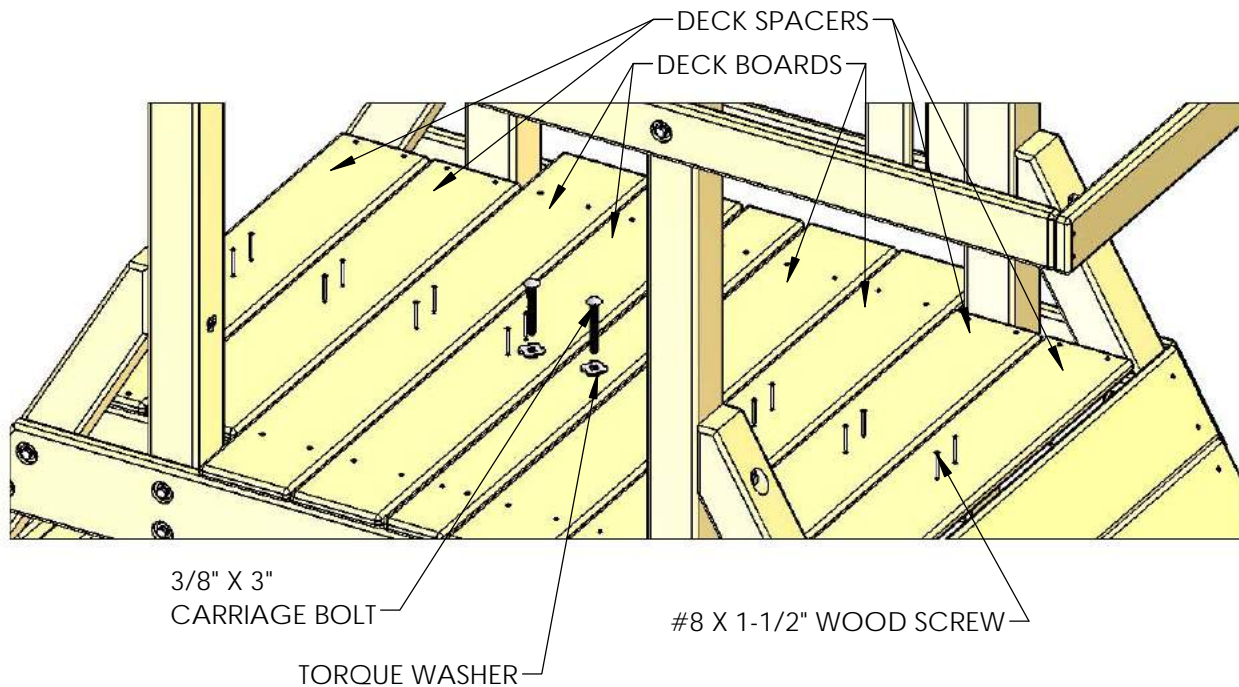 DECK SPACERS
DECK BOARDS
3/8" X 3"
CARRIAGE BOLT
#8 X 1-1/2" WOOD SCREW
TORQUE WASHER